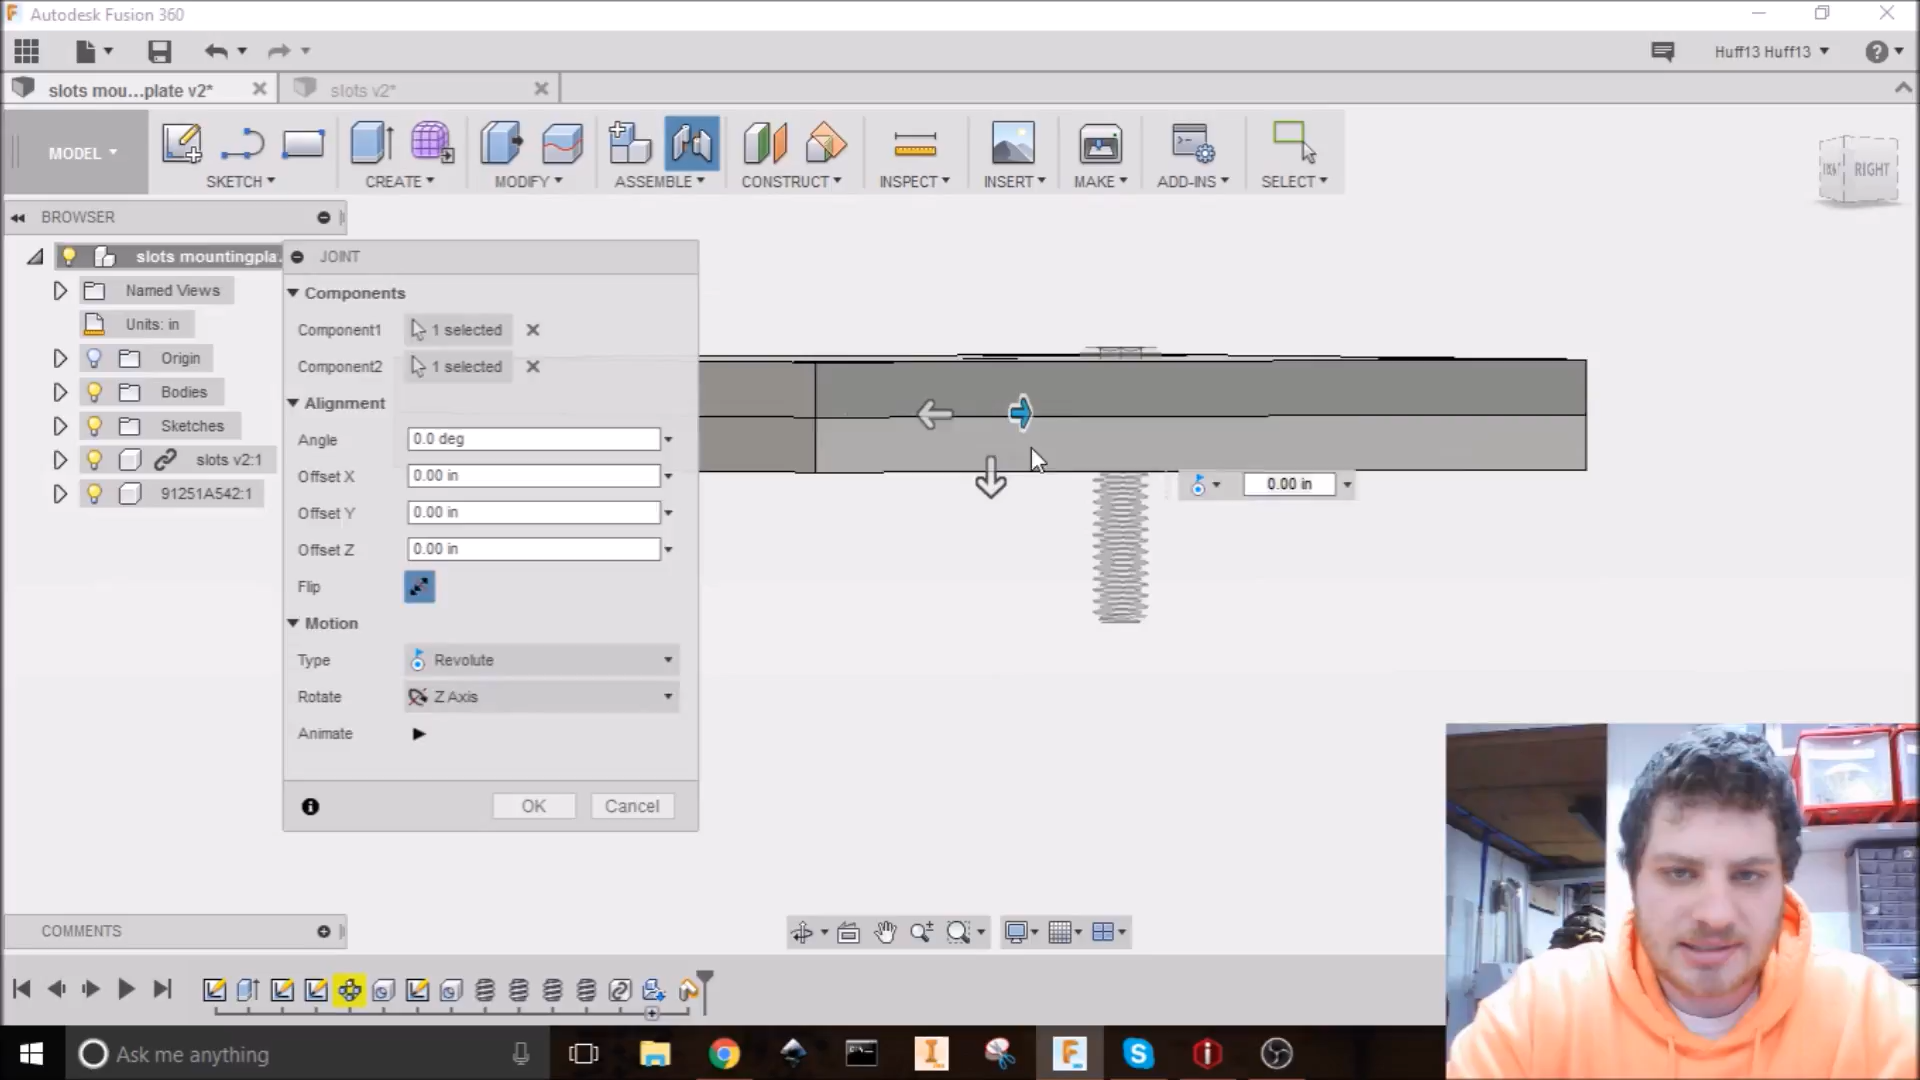 Autodesk Fusion 360
Huff13 Huff13
slots mou...plate v2*
slots v2*
MODEL
SKETCH
CREATE
MODIFY
ASSEMBLE
CONSTRUCT
INSPECT
INSERT
MAKE
ADD-INS
SELECT
RIGHT
BROWSER
slots mountingpla.
Named Views
Units: in
Origin
Bodies
Sketches
slots v2:1
91251A542:1
JOINT
Components
Component1 1 selected
Component2 1 selected
Alignment
Angle 0.0 deg
Offset X 0.00 in
Offset Y 0.00 in
Offset Z 0.00 in
Flip
Motion
Type Revolute
Rotate Z Axis
Animate
OK Cancel
0.00 in
COMMENTS
Ask me anything